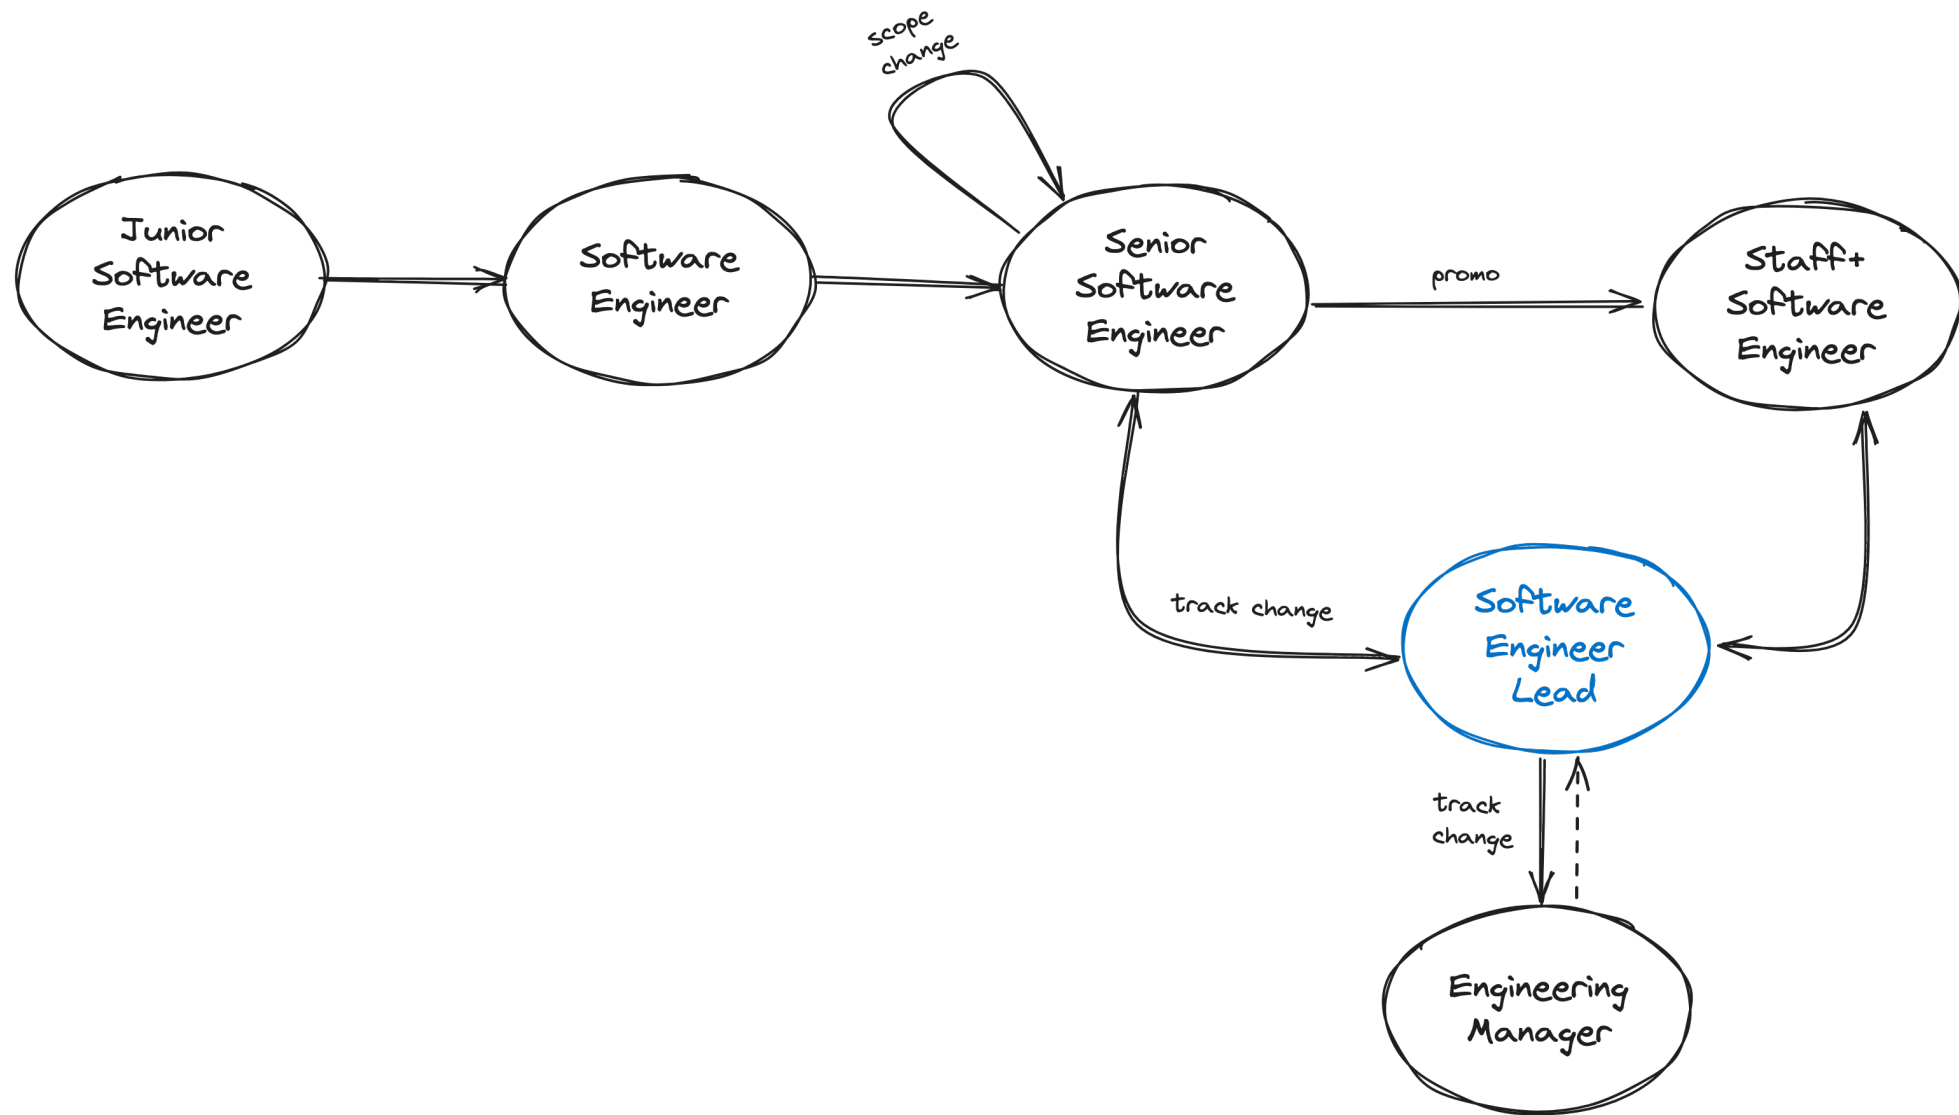 scope
change
Junior
Software
Engineer
Software
Engineer
Senior
Software
Engineer
promo
Staff+
Software
Engineer
track change
Software
Engineer
Lead
track
change
Engineering
Manager